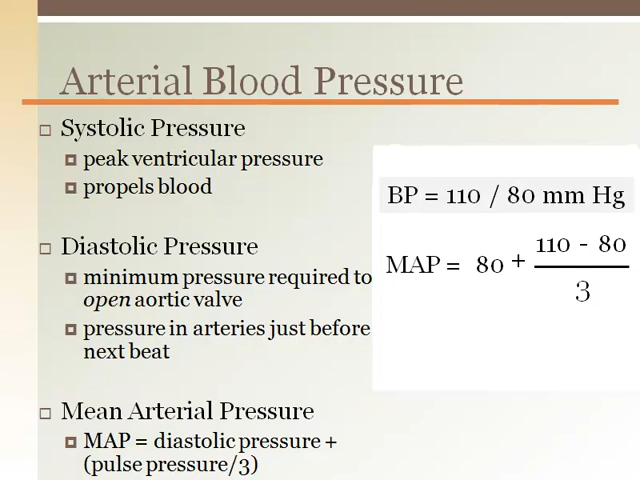 Arterial Blood Pressure
Systolic Pressure
peak ventricular pressure
propels blood
Diastolic Pressure
minimum pressure required to
open aortic valve
pressure in arteries just before
next beat
Mean Arterial Pressure
MAP = diastolic pressure +
(pulse pressure/3)
BP = 110 / 80 mm Hg
110 - 80
MAP = 80 +
3